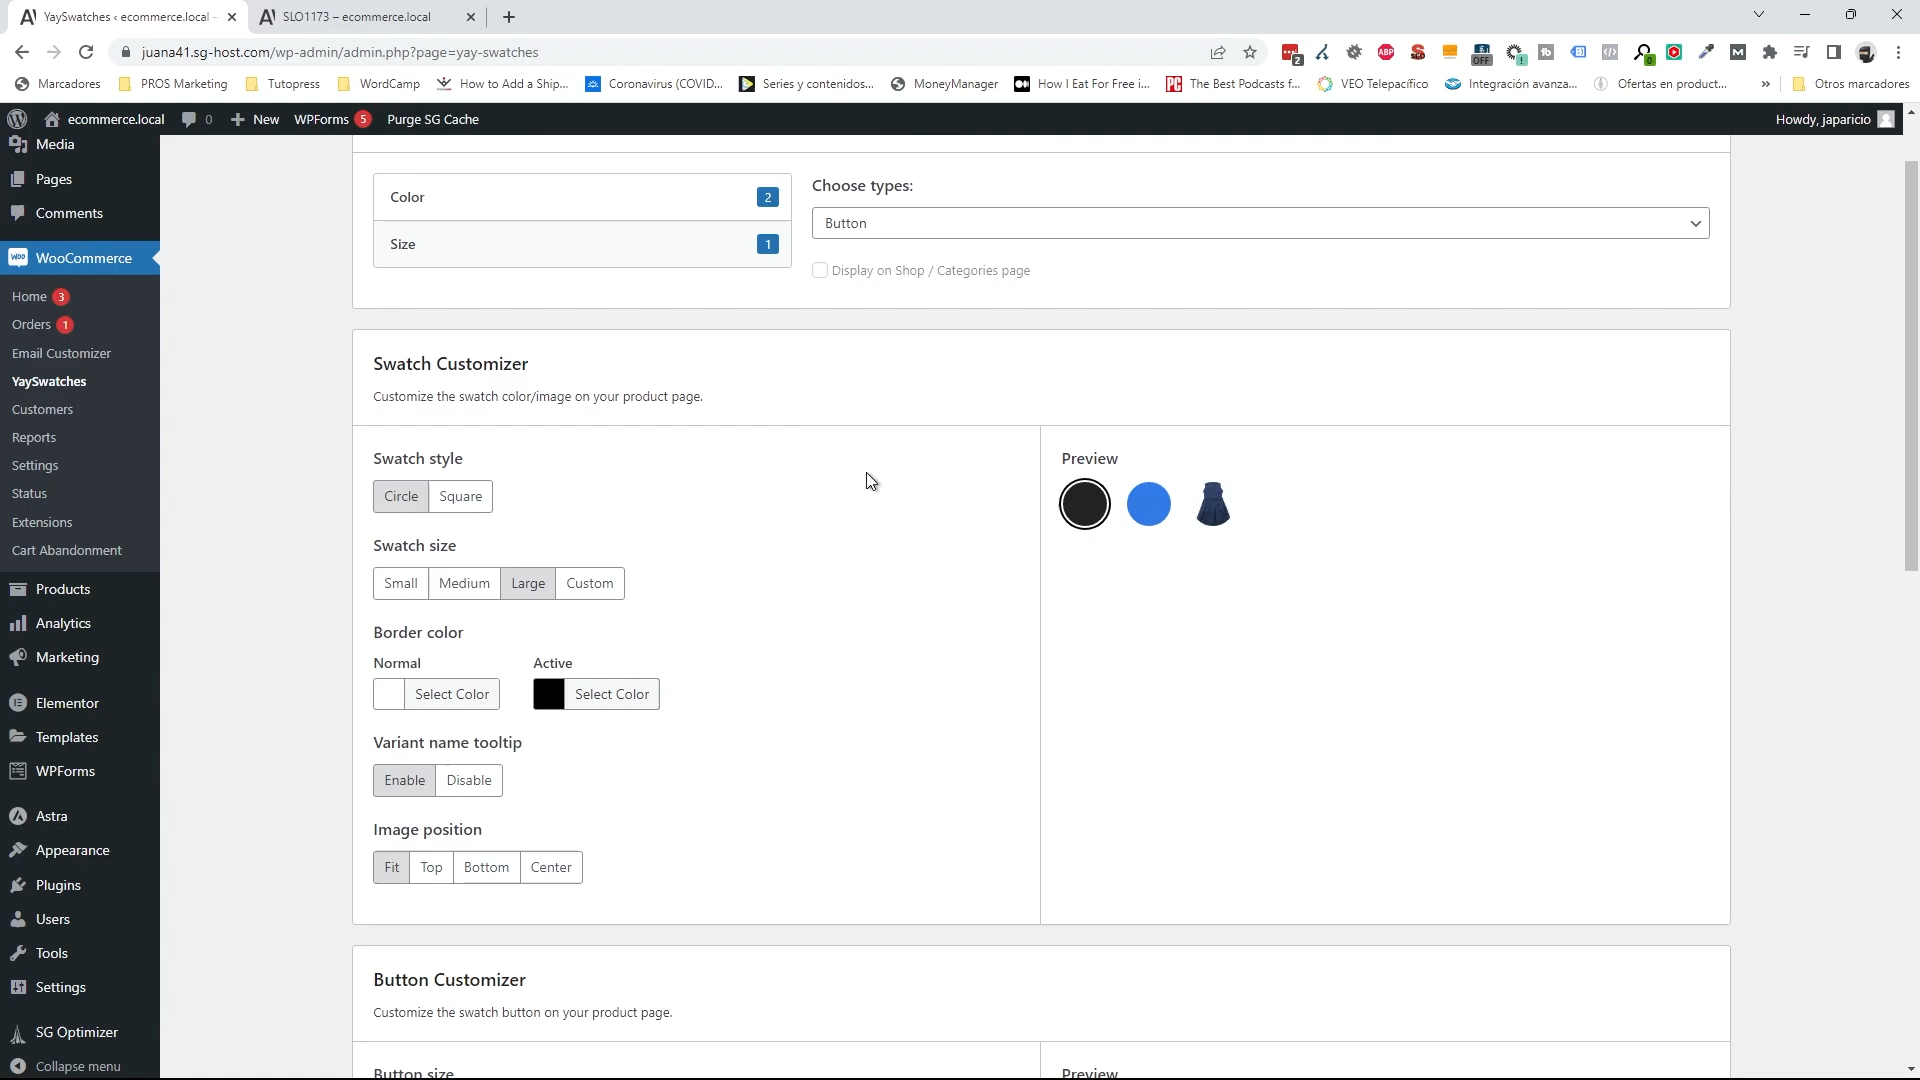 YaySwatches ‹ ecommerce.local -
SLO1173 – ecommerce.local
juana41.sg-host.com/wp-admin/admin.php?page=yay-swatches
Marcadores
PROS Marketing
Tutopress
WordCamp
How to Add a Ship...
Coronavirus (COVID...
Series y contenidos...
MoneyManager
How I Eat For Free i...
The Best Podcasts f...
VEO Telepacífico
Integración avanza...
Ofertas en product...
»
Otros marcadores
ecommerce.local
0
New
WPForms 5
Purge SG Cache
Howdy, japaricio
Media
Pages
Comments
WooCommerce
Home 3
Orders 1
Email Customizer
YaySwatches
Customers
Reports
Settings
Status
Extensions
Cart Abandonment
Products
Analytics
Marketing
Elementor
Templates
WPForms
Astra
Appearance
Plugins
Users
Tools
Settings
SG Optimizer
Collapse menu
Color 2
Size 1
Choose types:
Button
Display on Shop / Categories page
Swatch Customizer
Customize the swatch color/image on your product page.
Swatch style
Circle Square
Swatch size
Small Medium Large Custom
Border color
Normal Active
Select Color Select Color
Variant name tooltip
Enable Disable
Image position
Fit Top Bottom Center
Preview
Button Customizer
Customize the swatch button on your product page.
Button size
Preview